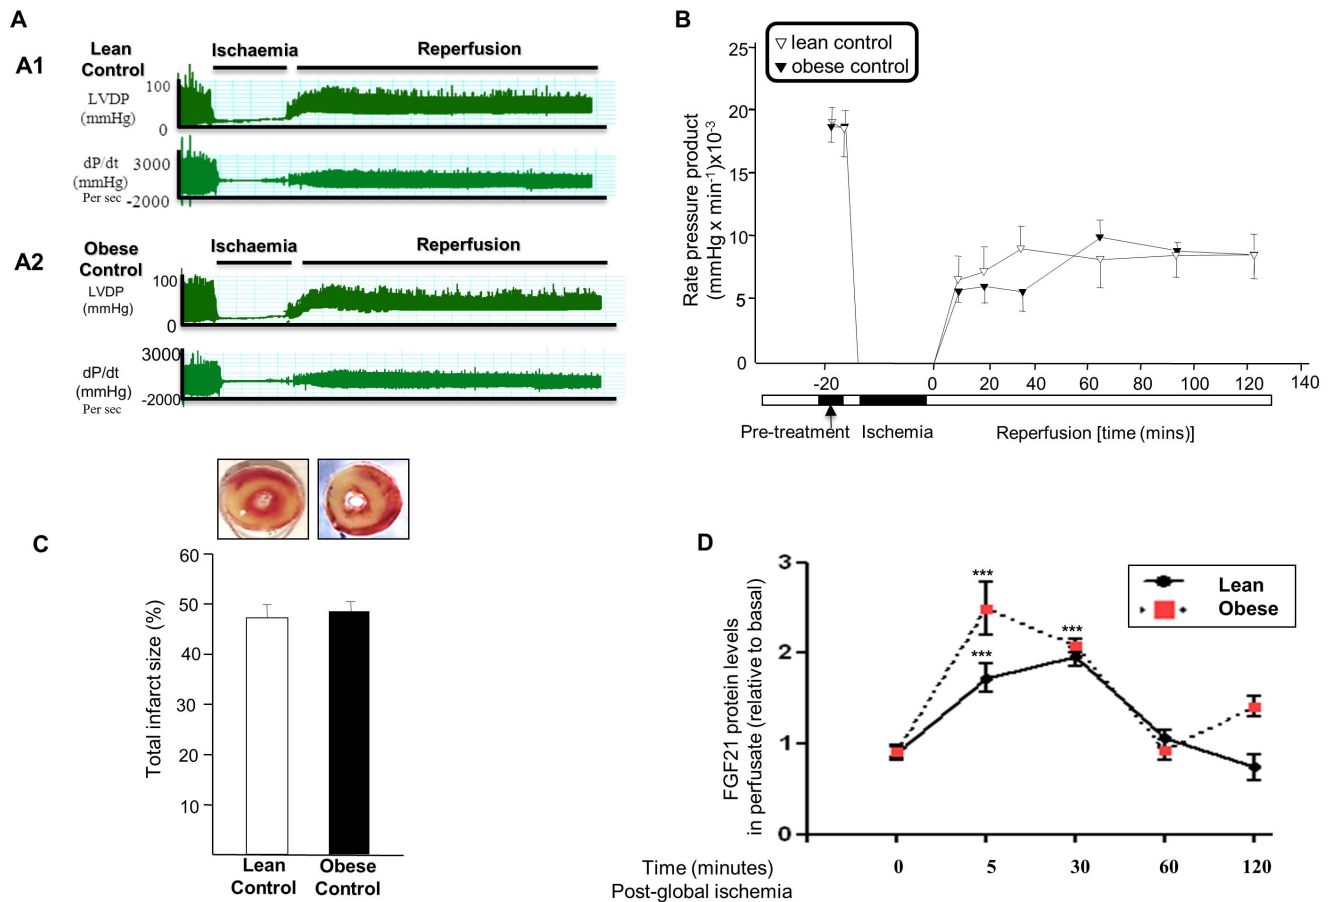 A
A1
Lean
Control
Ischaemia
Reperfusion
LVDP
(mmHg)
100
0
dP/dt
(mmHg)
Per sec
3000
-2000
A2
Obese
Control
Ischaemia
Reperfusion
LVDP
(mmHg)
100
0
dP/dt
(mmHg)
Per sec
3000
-2000
B
lean control
obese control
Rate pressure product
(mmHg x min-1)x10-3
25
20
15
10
5
0
-20 0 20 40 60 80 100 120 140
Pre-treatment Ischemia Reperfusion [time (mins)]
C
Total infarct size (%)
60
50
40
30
20
10
Lean
Control
Obese
Control
D
FGF21 protein levels
in perfusate (relative to basal)
3
2
1
0
***
***
***
Lean
Obese
Time (minutes) 0 5 30 60 120
Post-global ischemia